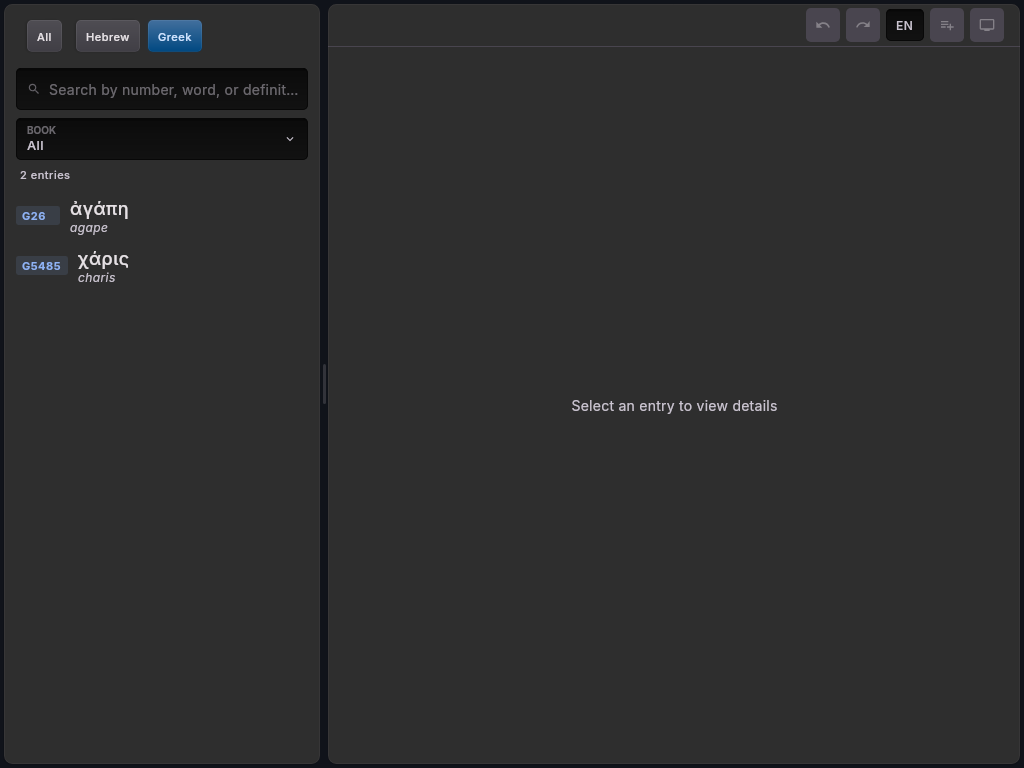 All Hebrew Greek
Search by number, word, or definit...
BOOK
All
2 entries
G26 ἀγάπη
agape
G5485 χάρις
charis
EN
Select an entry to view details